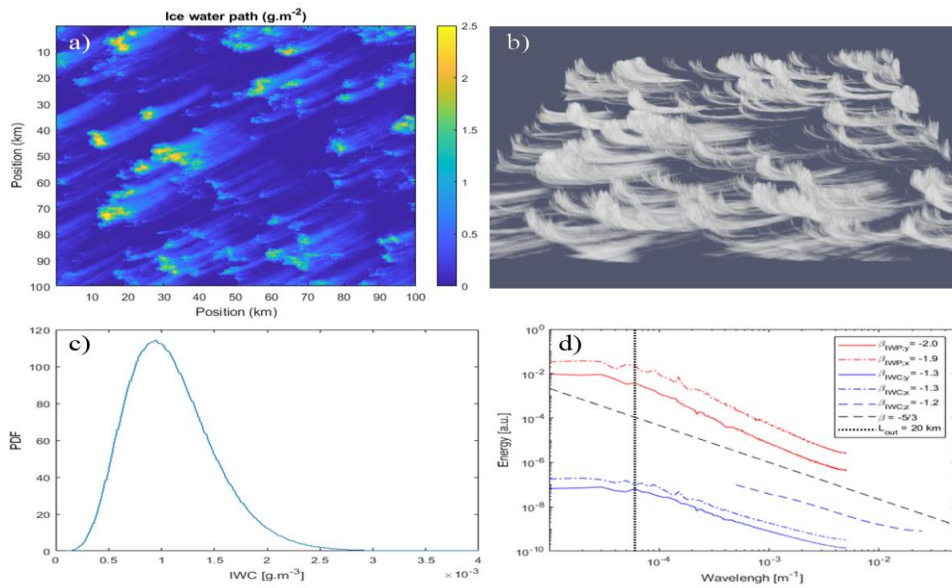 Ice water path (g.m⁻²)
a)
Position (km)
10
20
30
40
50
60
70
80
90
100
10 20 30 40 50 60 70 80 90 100
Position (km)
2.5
2
1.5
1
0.5
0
b)
c)
PDF
120
100
80
60
40
20
0
0 0.5 1 1.5 2 2.5 3 3.5 4
× 10⁻³
IWC [g.m⁻³]
d)
Energy [a.u.]
10⁰
10⁻²
10⁻⁴
10⁻⁶
10⁻⁸
10⁻¹⁰
10⁻⁴ 10⁻³ 10⁻²
Wavelengh [m⁻¹]
β_IWP;y = -2.0
β_IWP;x = -1.9
β_IWC;y = -1.3
β_IWC;x = -1.3
β_IWC;z = -1.2
β = -5/3
L_out = 20 km